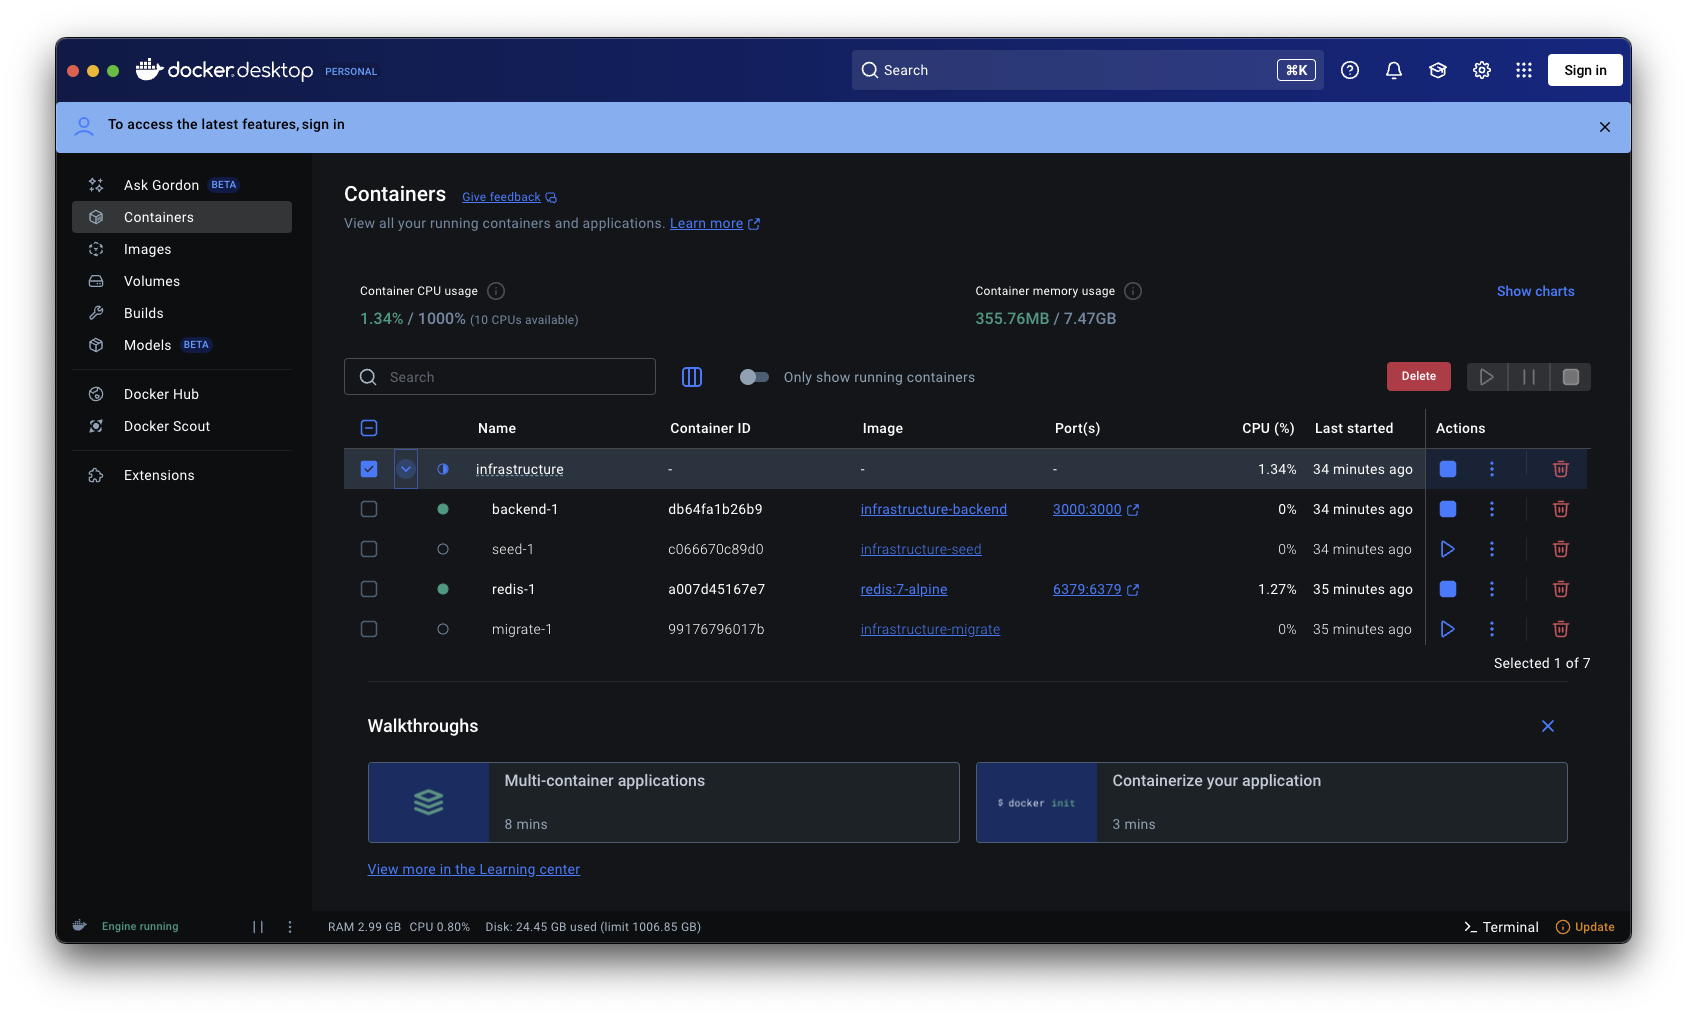 docker.desktop PERSONAL
Search ⌘K
Sign in
To access the latest features, sign in
Ask Gordon BETA
Containers
Images
Volumes
Builds
Models BETA
Docker Hub
Docker Scout
Extensions
Containers Give feedback
View all your running containers and applications. Learn more
Container CPU usage
1.34% / 1000% (10 CPUs available)
Container memory usage
355.76MB / 7.47GB
Show charts
Search
Only show running containers
Delete
Name Container ID Image Port(s) CPU (%) Last started Actions
infrastructure - - - 1.34% 34 minutes ago
backend-1 db64fa1b26b9 infrastructure-backend 3000:3000 0% 34 minutes ago
seed-1 c066670c89d0 infrastructure-seed 0% 34 minutes ago
redis-1 a007d45167e7 redis:7-alpine 6379:6379 1.27% 35 minutes ago
migrate-1 99176796017b infrastructure-migrate 0% 35 minutes ago
Selected 1 of 7
Walkthroughs
Multi-container applications
8 mins
$ docker init
Containerize your application
3 mins
View more in the Learning center
Engine running
RAM 2.99 GB CPU 0.80% Disk: 24.45 GB used (limit 1006.85 GB)
>_ Terminal
Update